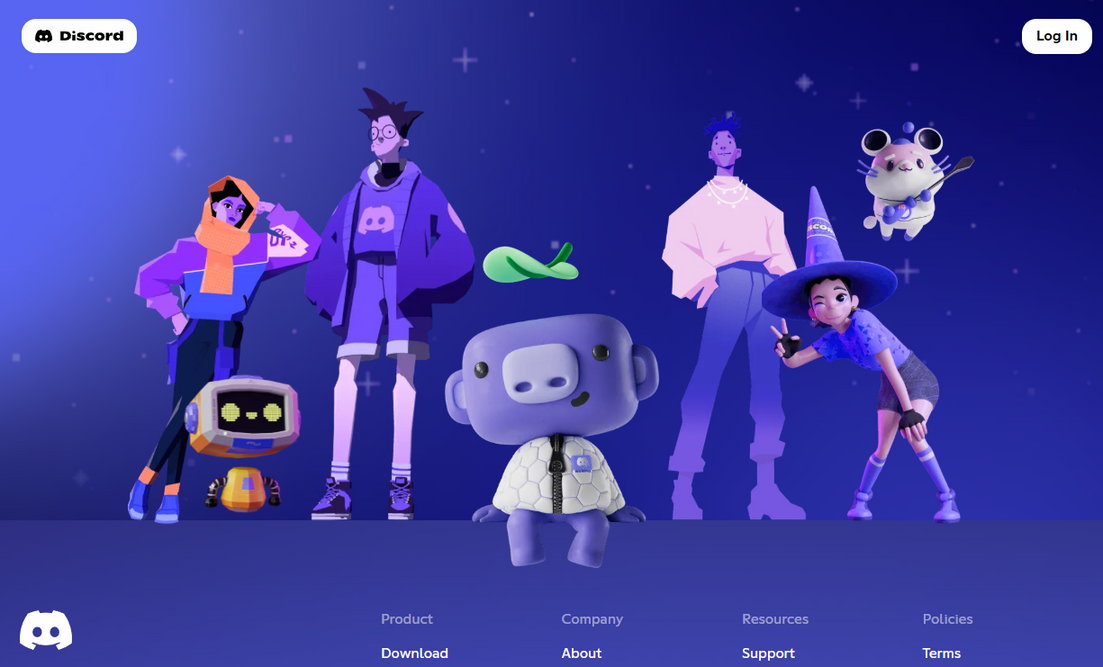 Discord
Log In
Product
Company
Resources
Policies
Download
About
Support
Terms